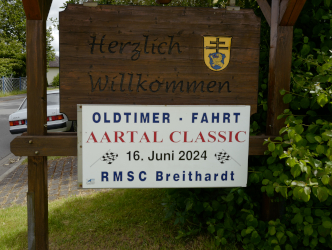 Herzlich
Willkommen
OLDTIMER - FAHRT
AARTAL CLASSIC
16. Juni 2024
RMSC Breithardt